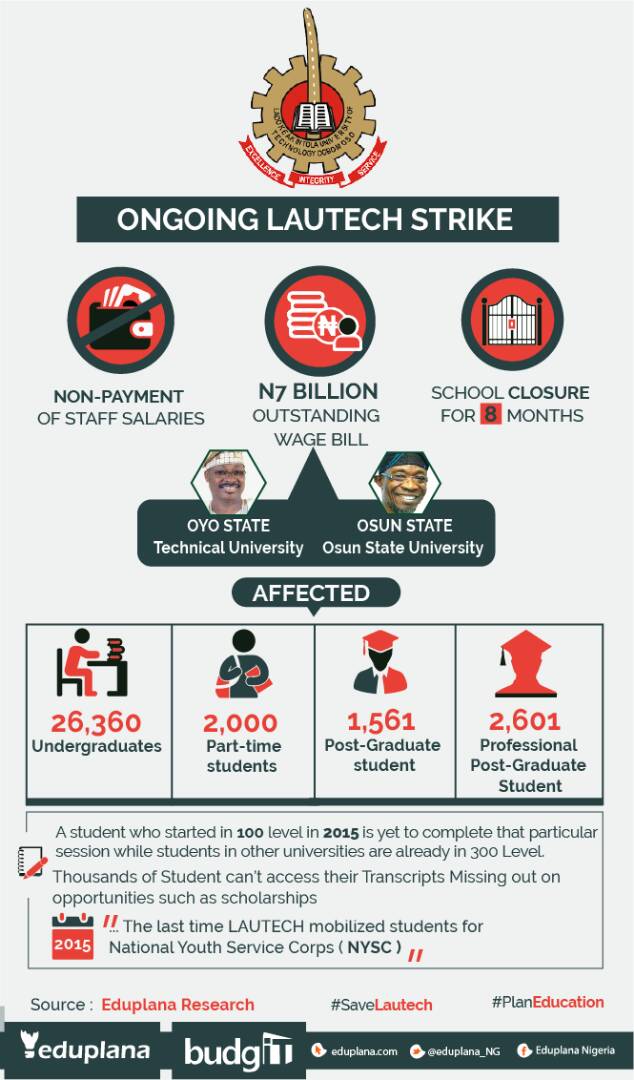 LADOKE AKINTOLA UNIVERSITY OF
TECHNOLOGY OGBOMOSO
EXCELLENCE
INTEGRITY
SERVICE
ONGOING LAUTECH STRIKE
NON-PAYMENT
OF STAFF SALARIES
₦
N7 BILLION
OUTSTANDING
WAGE BILL
SCHOOL CLOSURE
FOR 8 MONTHS
OYO STATE
Technical University
OSUN STATE
Osun State University
AFFECTED
26,360
Undergraduates
2,000
Part-time
students
1,561
Post-Graduate
student
2,601
Professional
Post-Graduate
Student
A student who started in 100 level in 2015 is yet to complete that particular
session while students in other universities are already in 300 Level.
Thousands of Student can't access their Transcripts Missing out on
opportunities such as scholarships
2015
"... The last time LAUTECH mobilized students for
National Youth Service Corps ( NYSC ) "
Source : Eduplana Research
#SaveLautech
#PlanEducation
eduplana
budgIT
eduplana.com
@eduplana_NG
Eduplana Nigeria